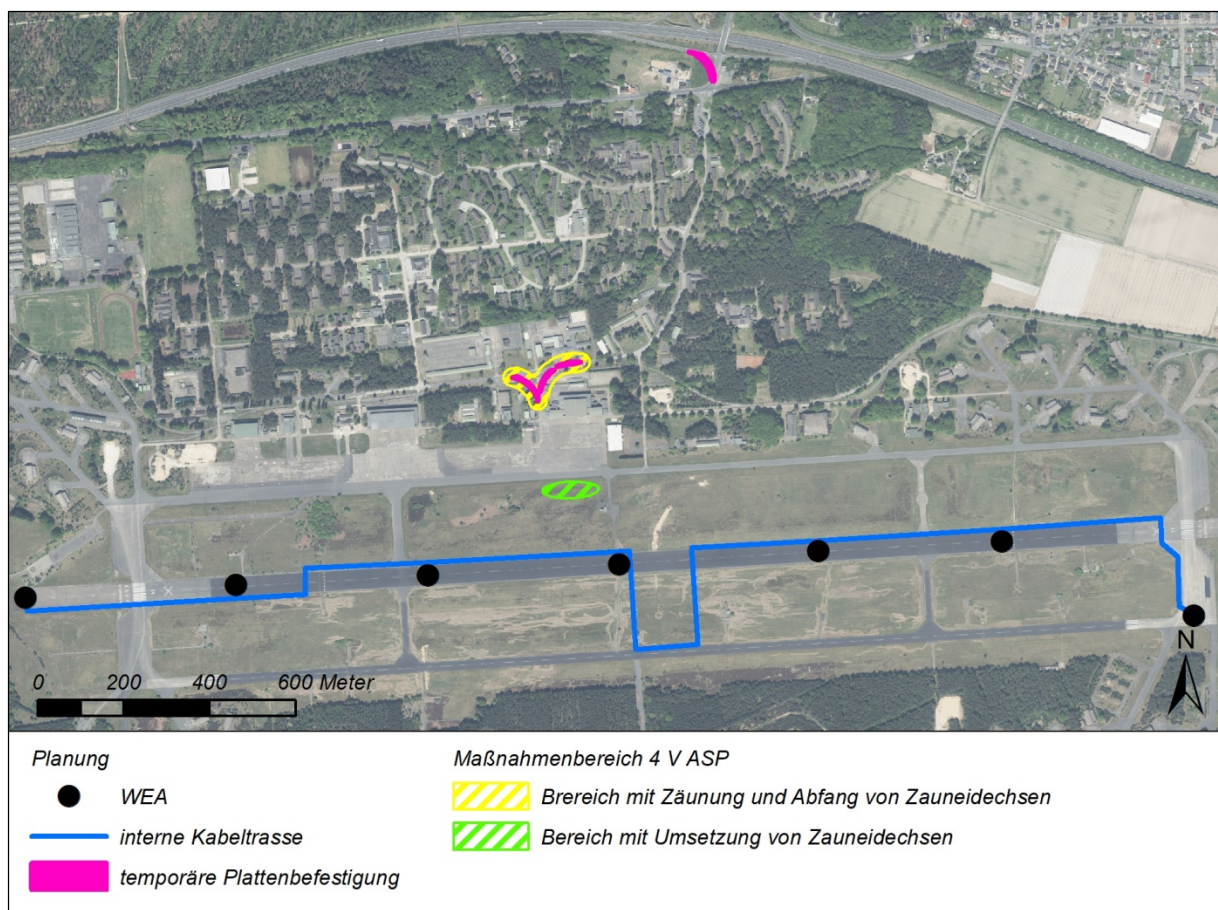 N
0 200 400 600 Meter
Planung
WEA
interne Kabeltrasse
temporäre Plattenbefestigung
Maßnahmenbereich 4 V ASP
Brereich mit Zäunung und Abfang von Zauneidechsen
Bereich mit Umsetzung von Zauneidechsen